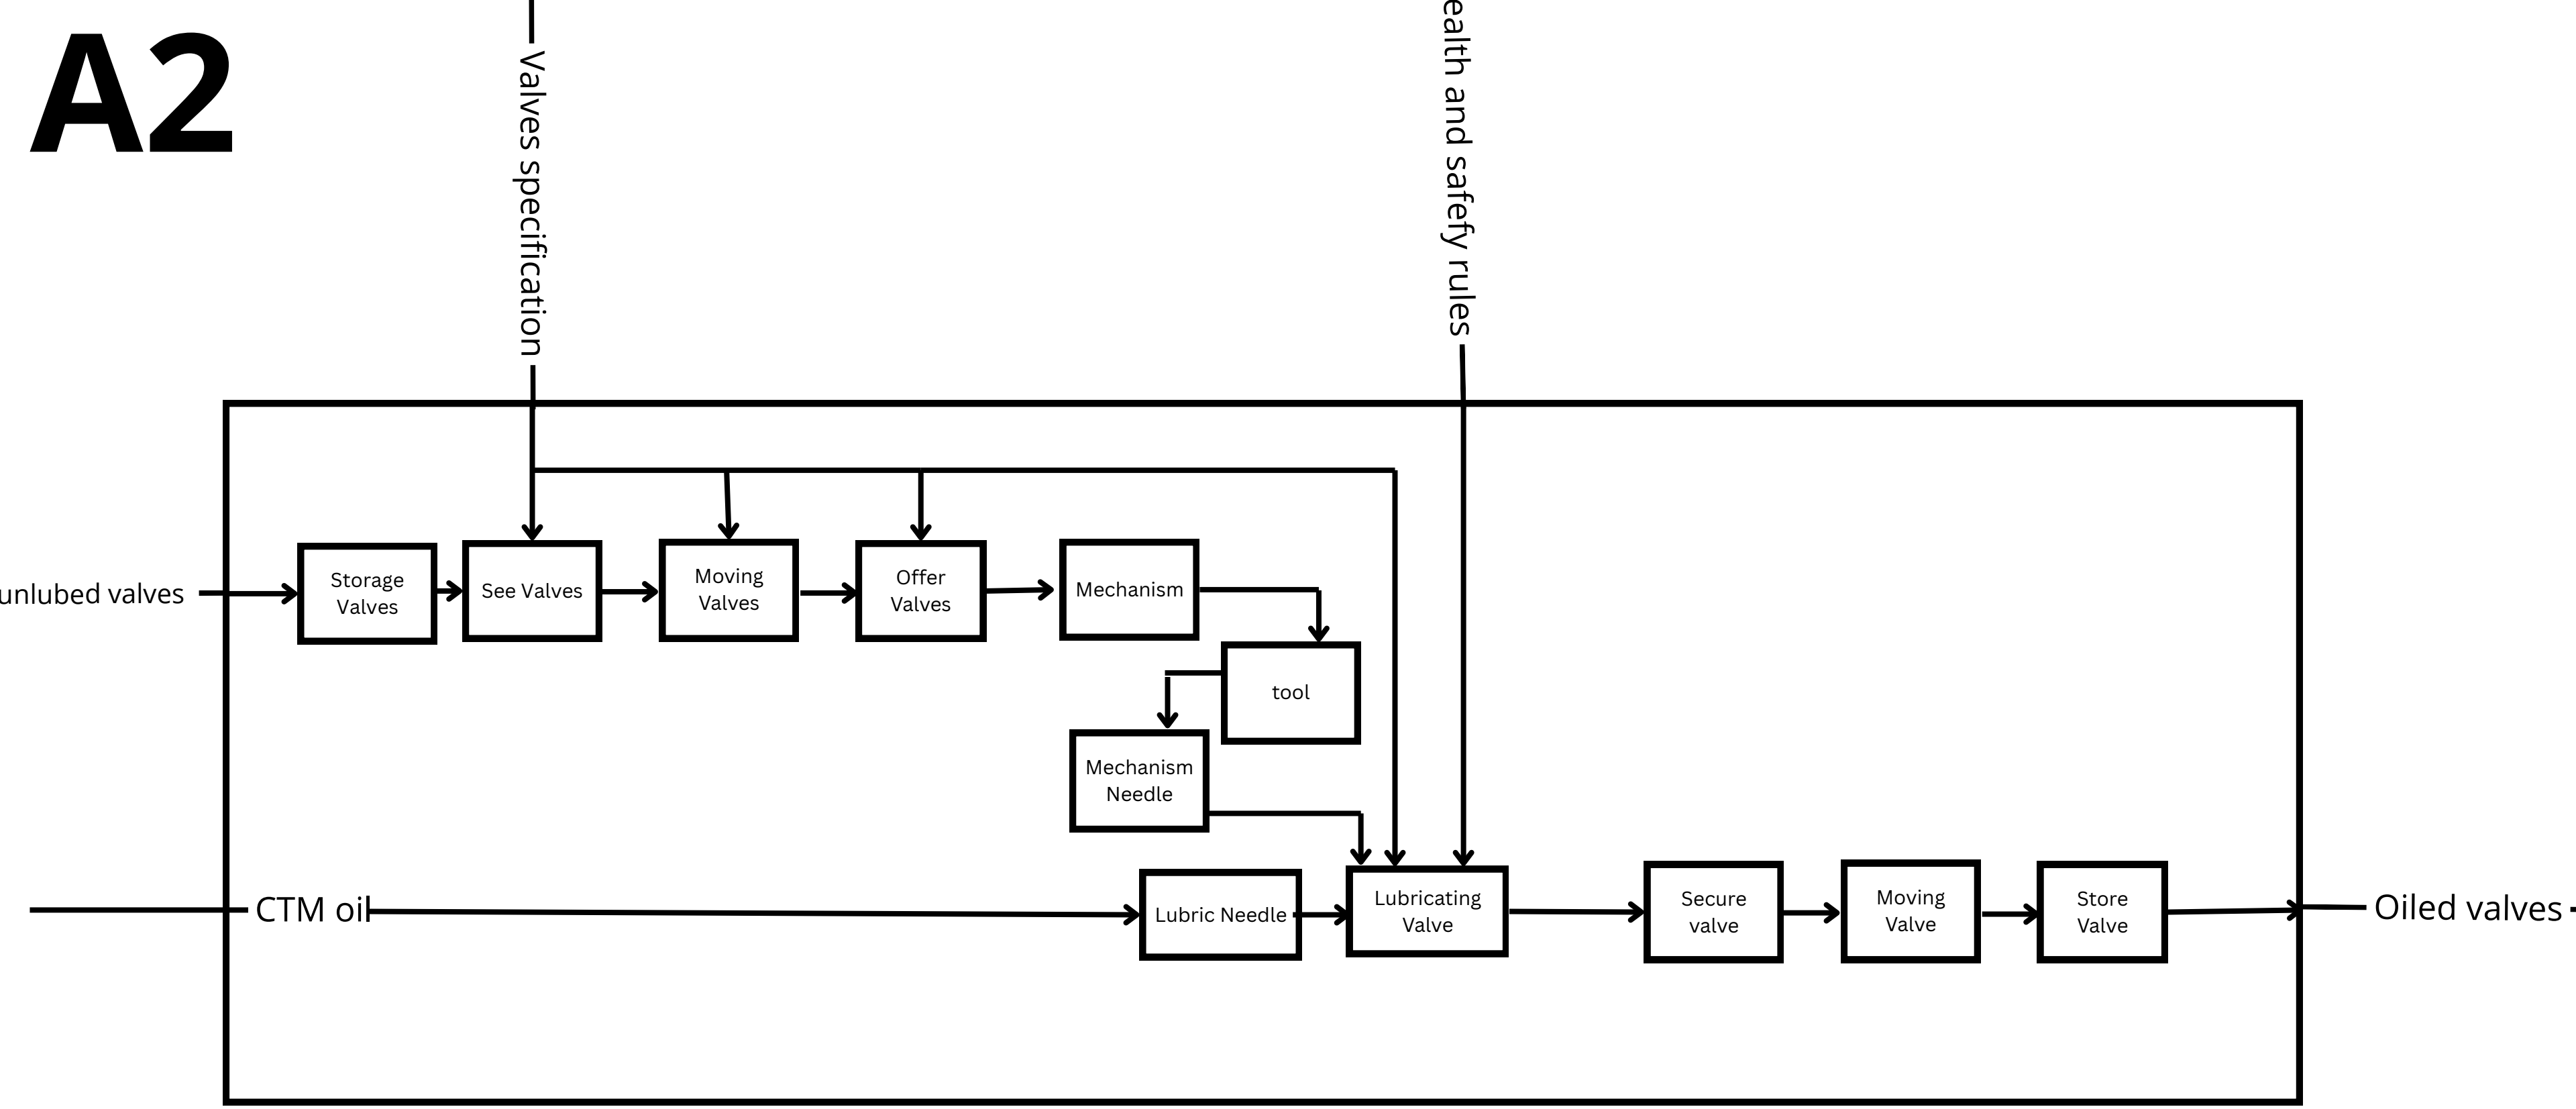 A2
Valves specification
ealth and safefy rules
unlubed valves
Storage
Valves
See Valves
Moving
Valves
Offer
Valves
Mechanism
tool
Mechanism
Needle
CTM oil
Lubric Needle
Lubricating
Valve
Secure
valve
Moving
Valve
Store
Valve
Oiled valves